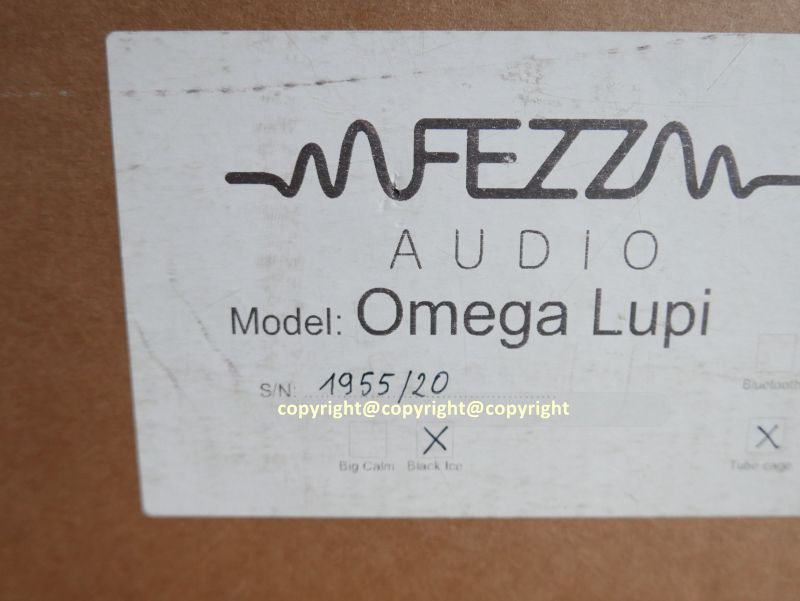 FEZZ
AUDIO
Model: Omega Lupi
S/N: 1955/20
Bluetooth
copyright@copyright@copyright
X X
Big Calm Black Ice Tube cage